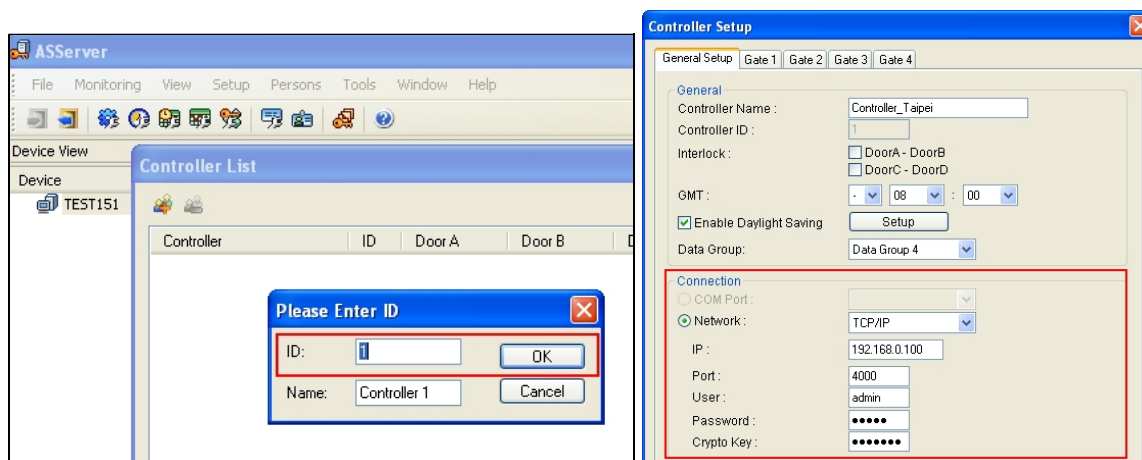 ASServer
File Monitoring View Setup Persons Tools Window Help
Device View
Device
TEST151
Controller List
Controller ID Door A Door B
Please Enter ID
ID: 1 OK
Name: Controller 1 Cancel
Controller Setup
General Setup Gate 1 Gate 2 Gate 3 Gate 4
General
Controller Name : Controller_Taipei
Controller ID : 1
Interlock : DoorA - DoorB
DoorC - DoorD
GMT : - 08 : 00
Enable Daylight Saving Setup
Data Group: Data Group 4
Connection
COM Port :
Network : TCP/IP
IP : 192.168.0.100
Port : 4000
User : admin
Password : •••••
Crypto Key : •••••••